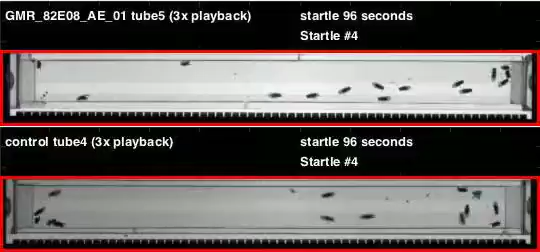 GMR_82E08_AE_01 tube5 (3x playback) startle 96 seconds
Startle #4
control tube4 (3x playback) startle 96 seconds
Startle #4